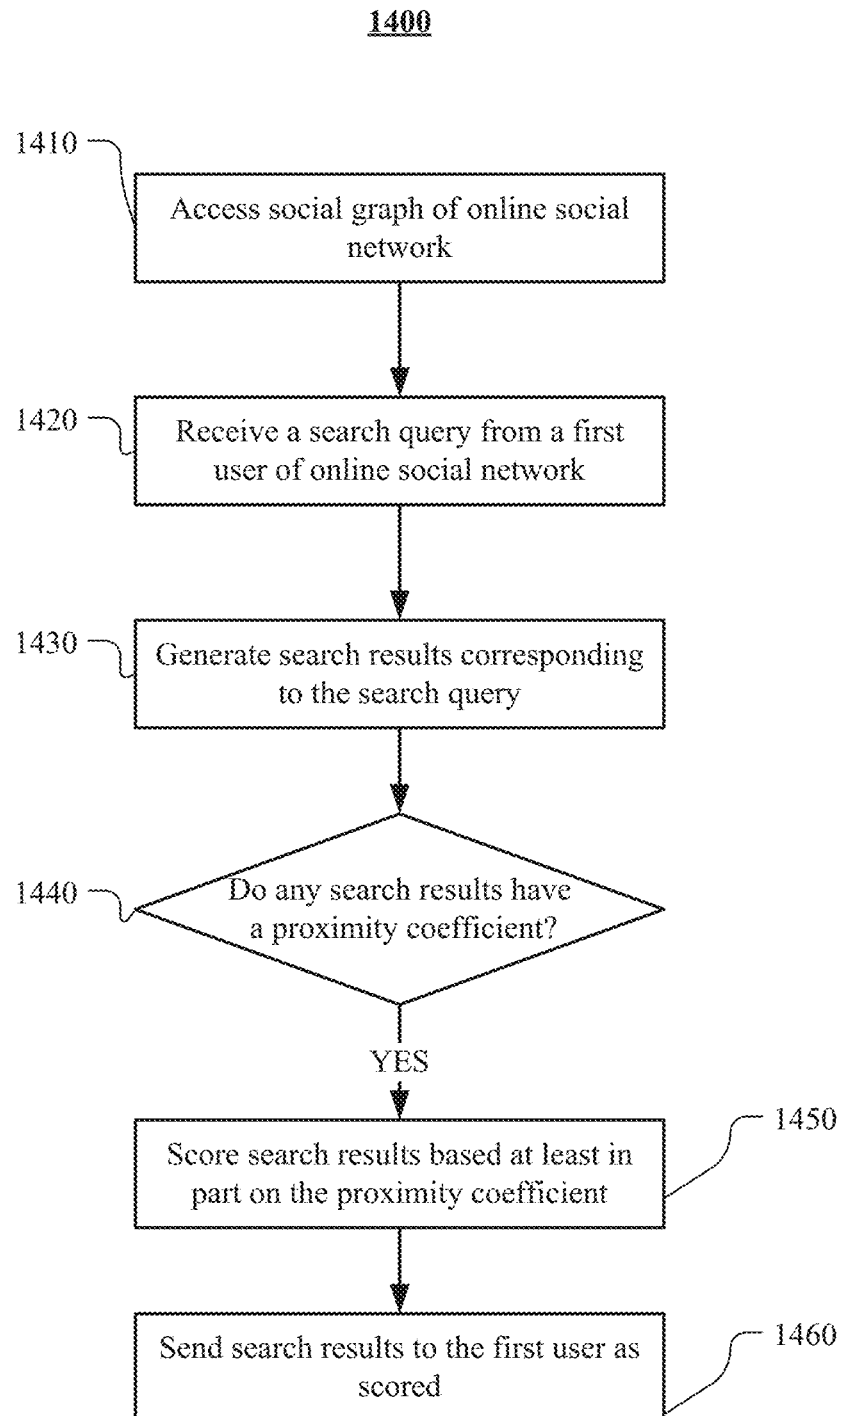 1400
1410
Access social graph of online social
network
1420
Receive a search query from a first
user of online social network
1430
Generate search results corresponding
to the search query
1440
Do any search results have
a proximity coefficient?
YES
1450
Score search results based at least in
part on the proximity coefficient
1460
Send search results to the first user as
scored